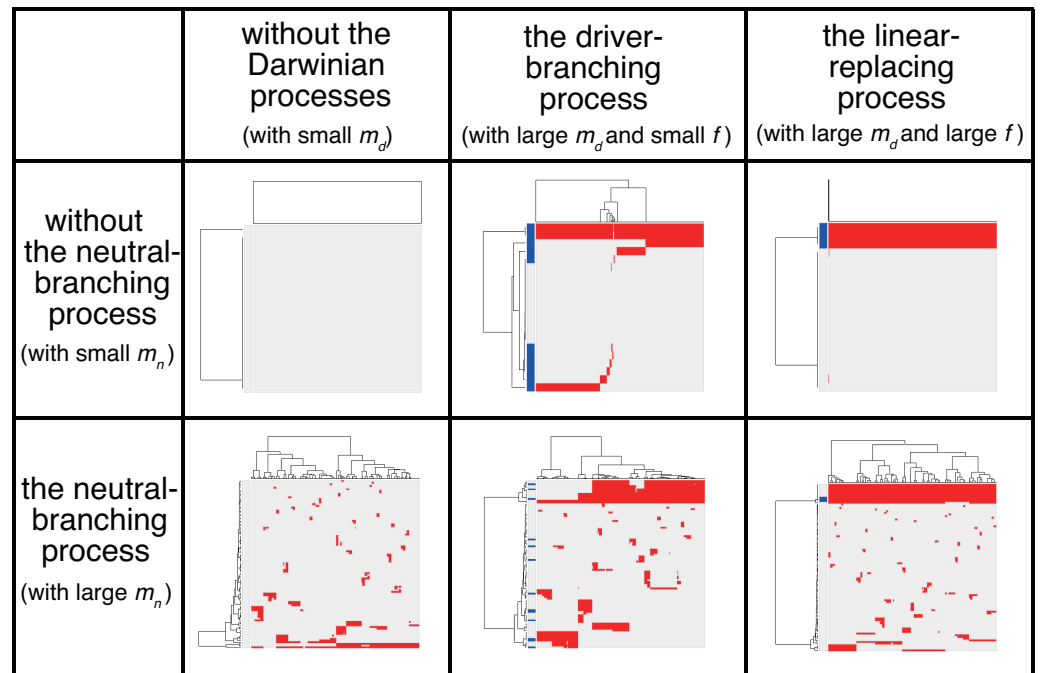 without the
Darwinian
processes
(with small m_d)
the driver-
branching
process
(with large m_d and small f)
the linear-
replacing
process
(with large m_d and large f)
without
the neutral-
branching
process
(with small m_n)
the neutral-
branching
process
(with large m_n)